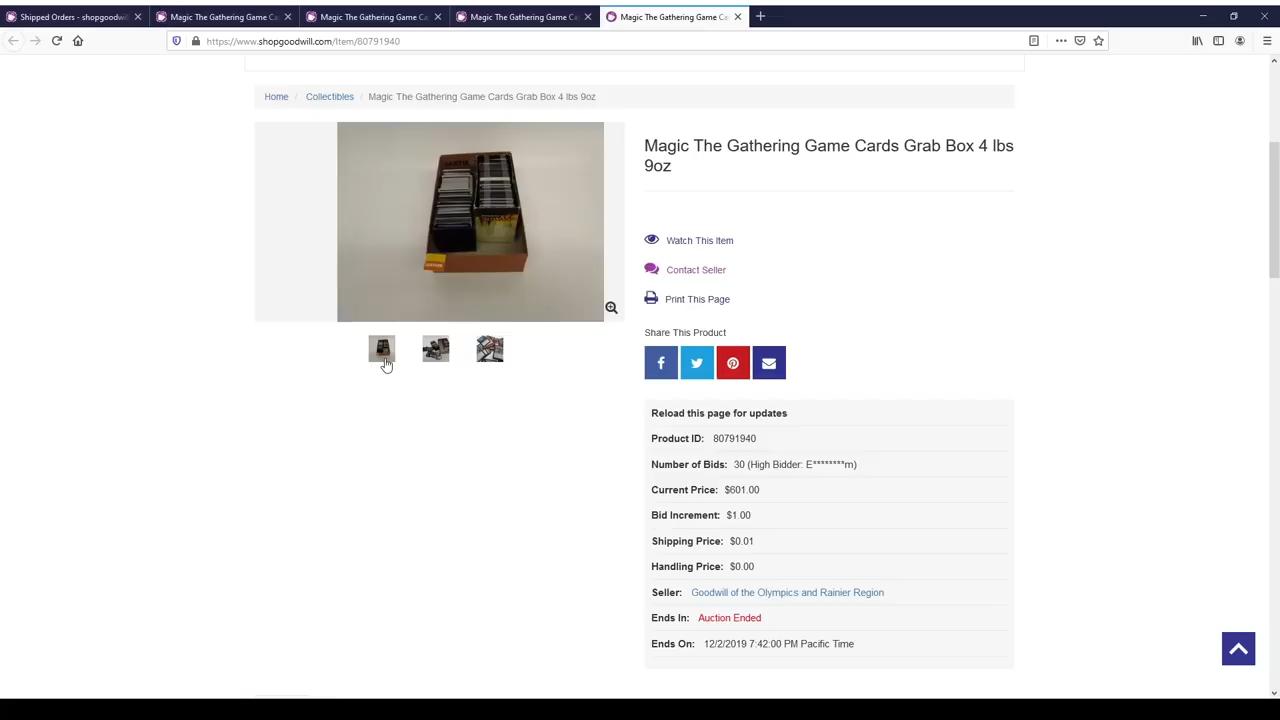 Shipped Orders - shopgoodwi
Magic The Gathering Game Ca
Magic The Gathering Game Ca
Magic The Gathering Game Ca
Magic The Gathering Game Ca
https://www.shopgoodwill.com/Item/80791940
Home / Collectibles / Magic The Gathering Game Cards Grab Box 4 lbs 9oz
Magic The Gathering Game Cards Grab Box 4 lbs
9oz
Watch This Item
Contact Seller
Print This Page
Share This Product
Reload this page for updates
Product ID: 80791940
Number of Bids: 30 (High Bidder: E********m)
Current Price: $601.00
Bid Increment: $1.00
Shipping Price: $0.01
Handling Price: $0.00
Seller: Goodwill of the Olympics and Rainier Region
Ends In: Auction Ended
Ends On: 12/2/2019 7:42:00 PM Pacific Time